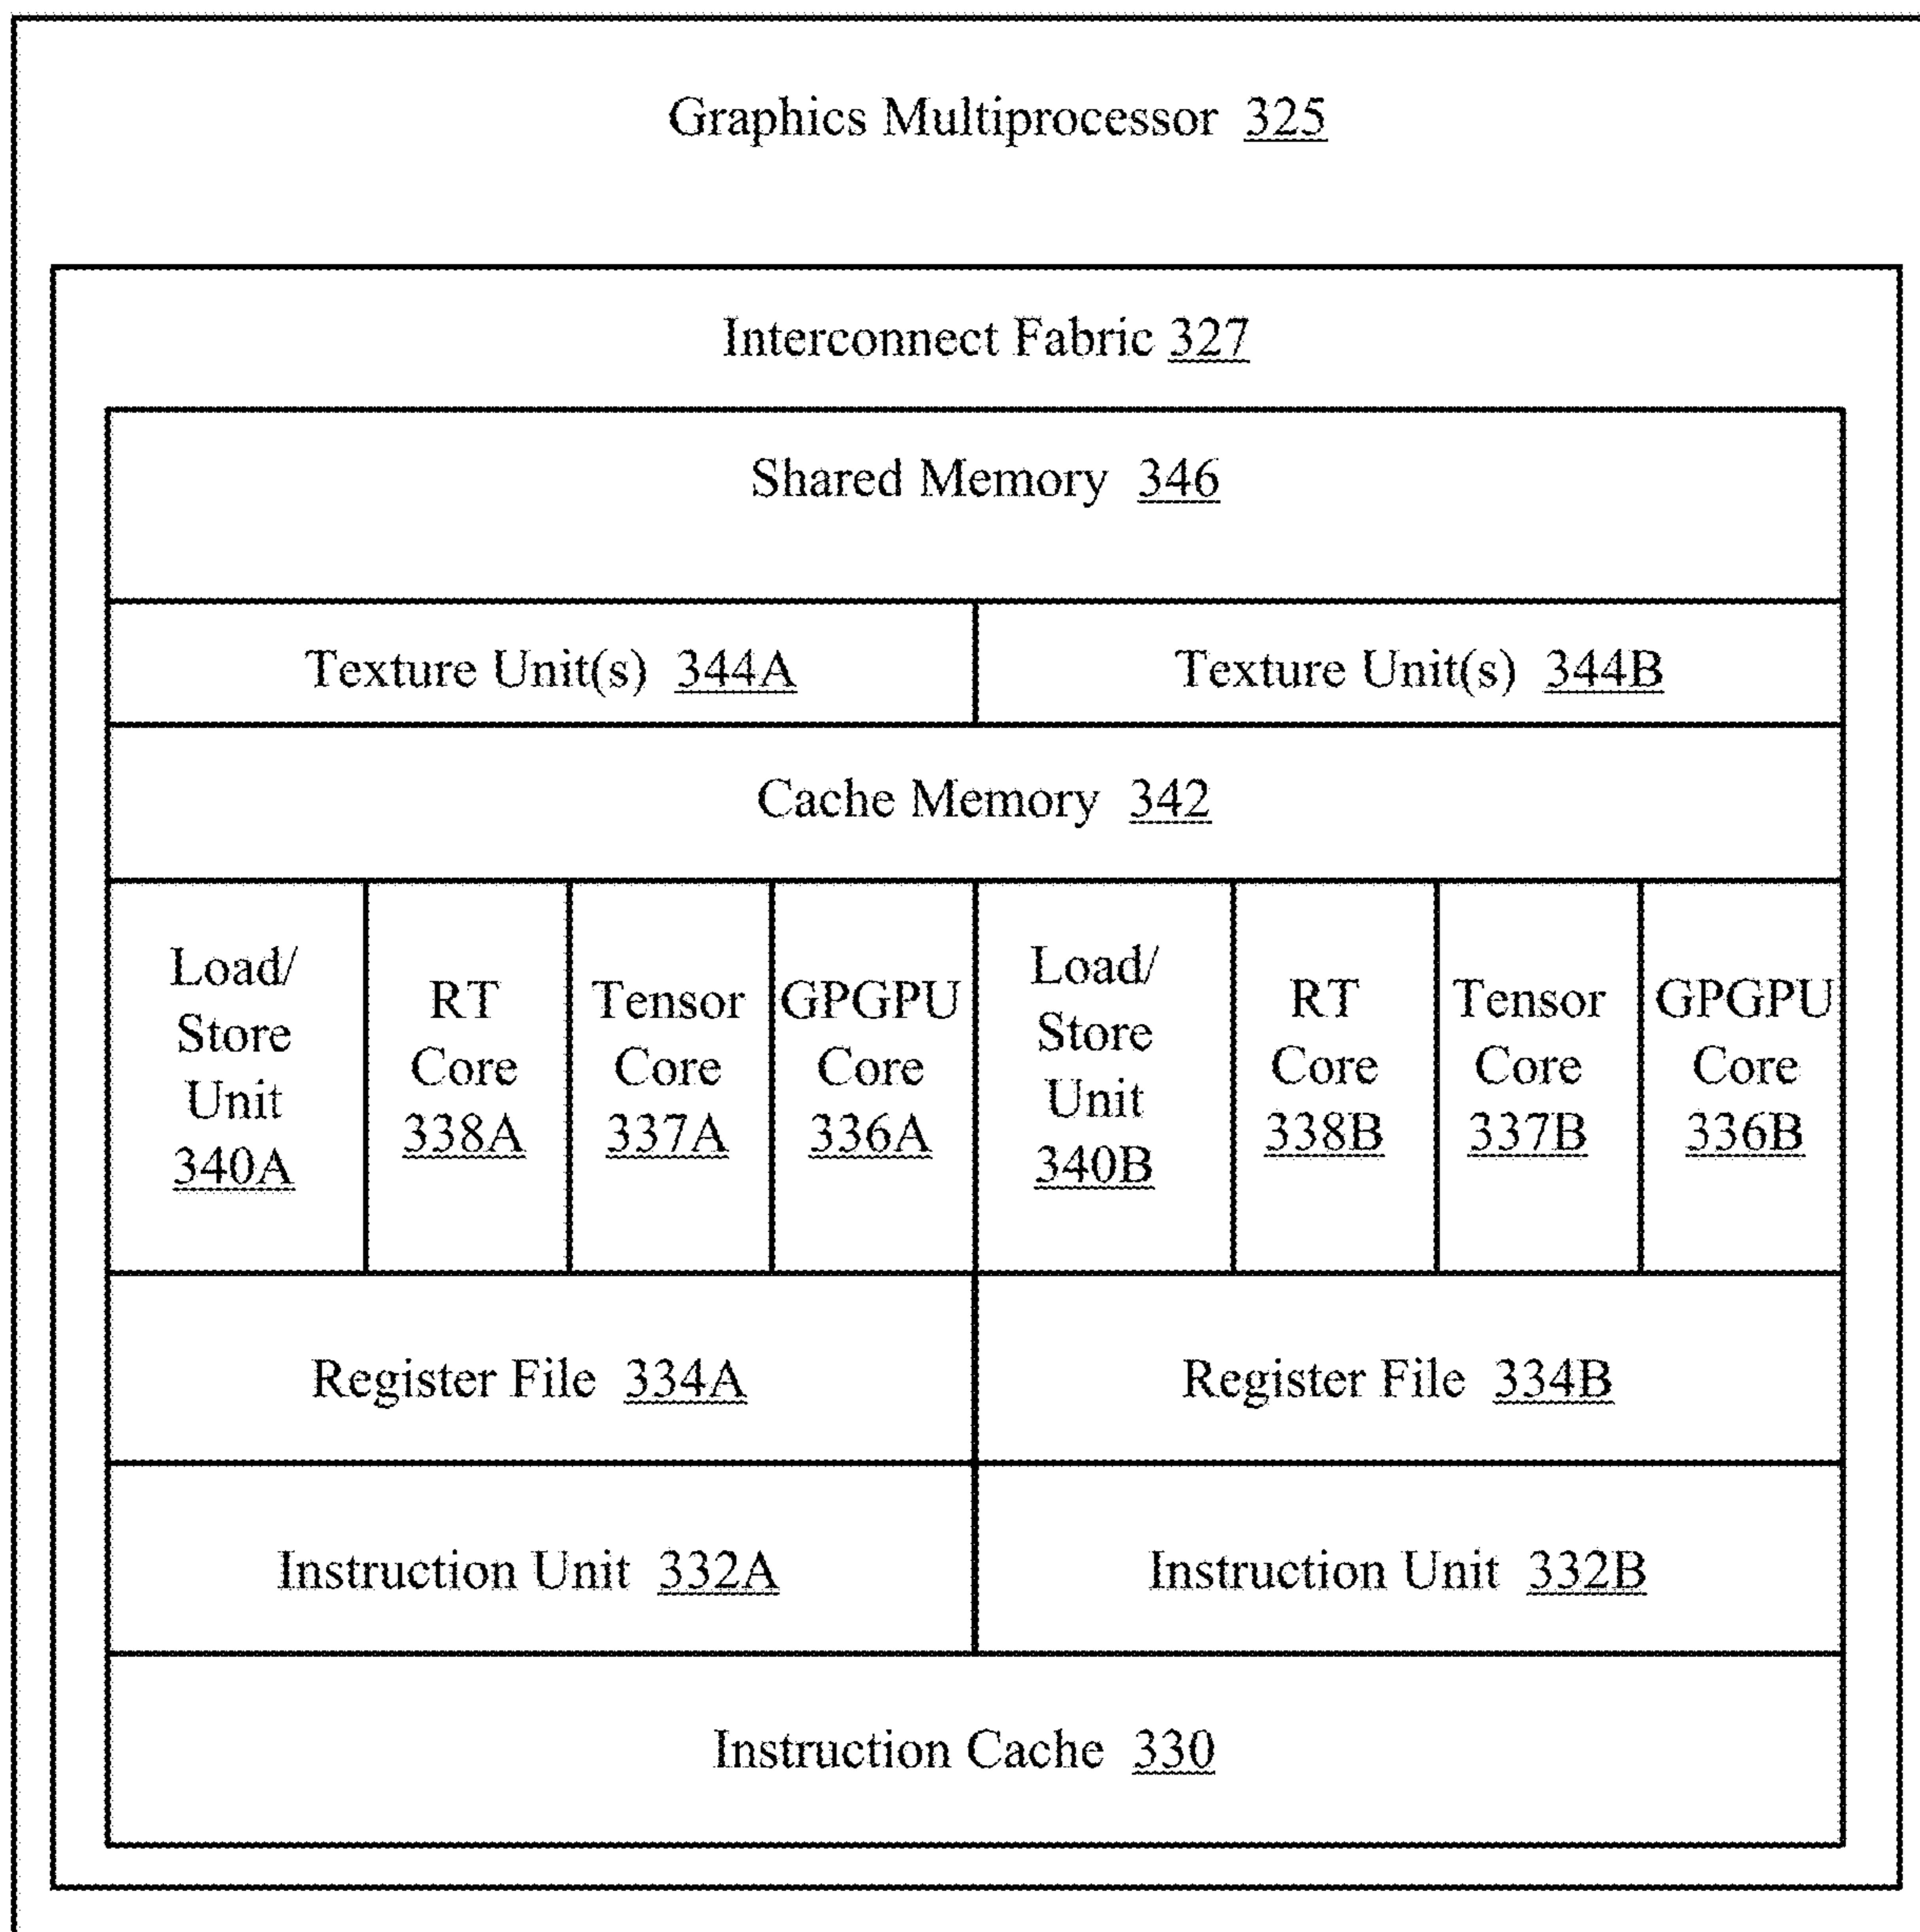 Graphics Multiprocessor 325
Interconnect Fabric 327
Shared Memory 346
Texture Unit(s) 344A
Texture Unit(s) 344B
Cache Memory 342
Load/
Store
Unit
340A
RT
Core
338A
Tensor
Core
337A
GPGPU
Core
336A
Load/
Store
Unit
340B
RT
Core
338B
Tensor
Core
337B
GPGPU
Core
336B
Register File 334A
Register File 334B
Instruction Unit 332A
Instruction Unit 332B
Instruction Cache 330